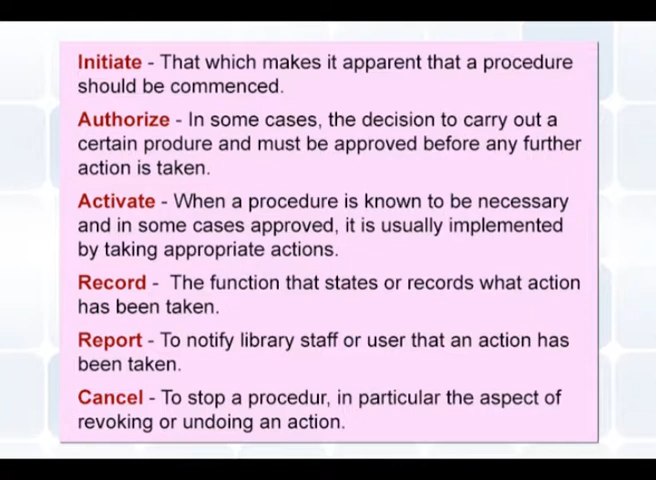 Initiate - That which makes it apparent that a procedure
should be commenced.
Authorize - In some cases, the decision to carry out a
certain produre and must be approved before any further
action is taken.
Activate - When a procedure is known to be necessary
and in some cases approved, it is usually implemented
by taking appropriate actions.
Record - The function that states or records what action
has been taken.
Report - To notify library staff or user that an action has
been taken.
Cancel - To stop a procedur, in particular the aspect of
revoking or undoing an action.